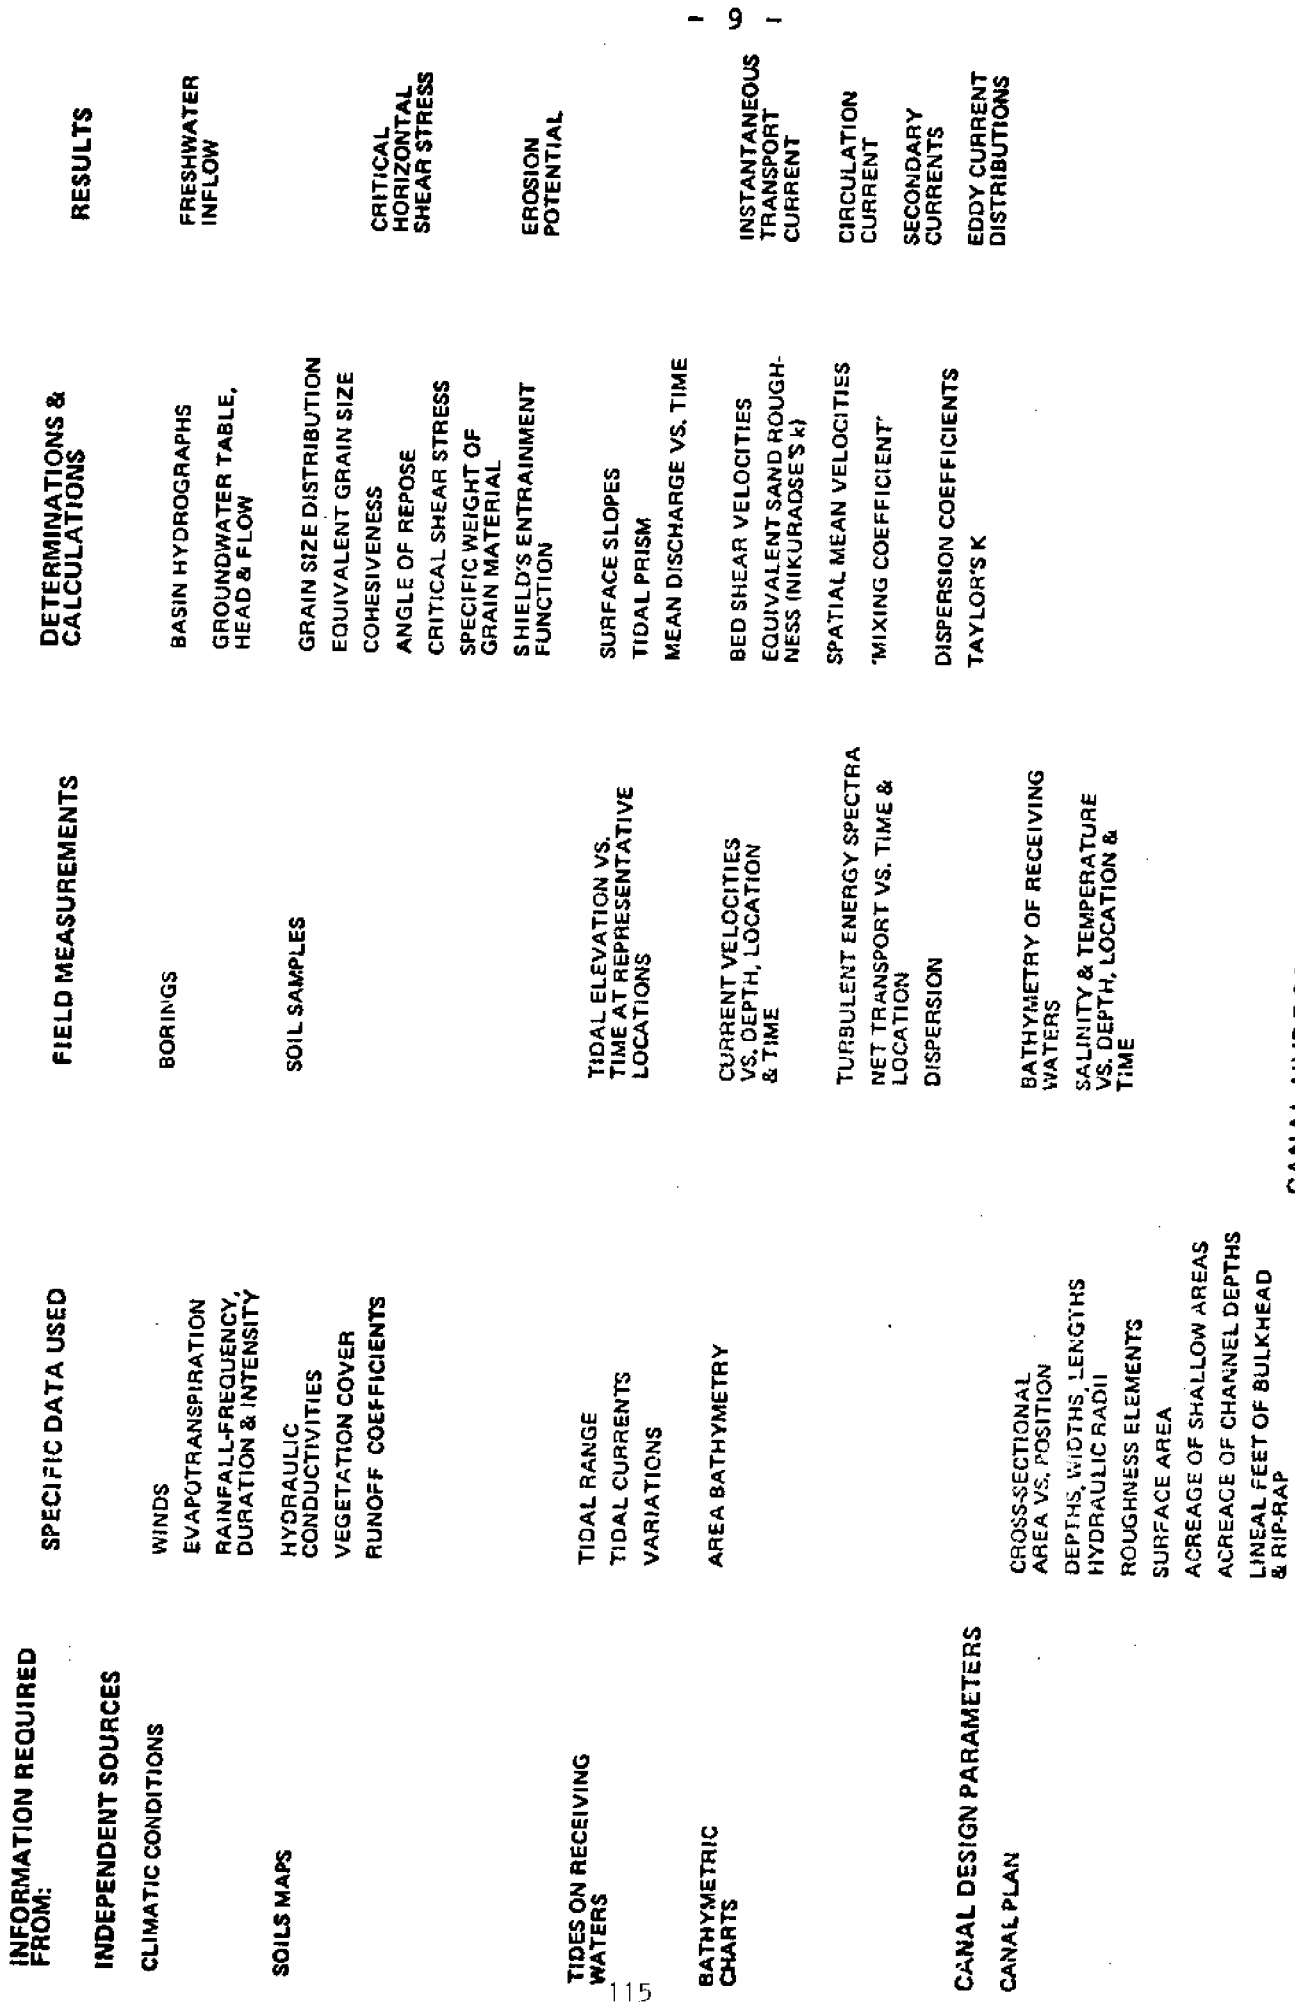 - 9 -
INFORMATION REQUIRED
FROM:
INDEPENDENT SOURCES
CLIMATIC CONDITIONS
SOILS MAPS
TIDES ON RECEIVING
WATERS
BATHYMETRIC
CHARTS
CANAL DESIGN PARAMETERS
CANAL PLAN
SPECIFIC DATA USED
WINDS
EVAPOTRANSPIRATION
RAINFALL-FREQUENCY,
DURATION & INTENSITY
HYDRAULIC
CONDUCTIVITIES
VEGETATION COVER
RUNOFF COEFFICIENTS
TIDAL RANGE
TIDAL CURRENTS
VARIATIONS
AREA BATHYMETRY
CROSS-SECTIONAL
AREA VS. POSITION
DEPTHS, WIDTHS, LENGTHS
HYDRAULIC RADII
ROUGHNESS ELEMENTS
SURFACE AREA
ACREAGE OF SHALLOW AREAS
ACREAGE OF CHANNEL DEPTHS
LINEAL FEET OF BULKHEAD
& RIP-RAP
FIELD MEASUREMENTS
BORINGS
SOIL SAMPLES
TIDAL ELEVATION VS.
TIME AT REPRESENTATIVE
LOCATIONS
CURRENT VELOCITIES
VS. DEPTH, LOCATION
& TIME
TURBULENT ENERGY SPECTRA
NET TRANSPORT VS. TIME &
LOCATION
DISPERSION
BATHYMETRY OF RECEIVING
WATERS
SALINITY & TEMPERATURE
VS. DEPTH, LOCATION &
TIME
DETERMINATIONS &
CALCULATIONS
BASIN HYDROGRAPHS
GROUNDWATER TABLE,
HEAD & FLOW
GRAIN SIZE DISTRIBUTION
EQUIVALENT GRAIN SIZE
COHESIVENESS
ANGLE OF REPOSE
CRITICAL SHEAR STRESS
SPECIFIC WEIGHT OF
GRAIN MATERIAL
SHIELD'S ENTRAINMENT
FUNCTION
SURFACE SLOPES
TIDAL PRISM
MEAN DISCHARGE VS. TIME
BED SHEAR VELOCITIES
EQUIVALENT SAND ROUGH-
NESS (NIKURADSE'S k)
SPATIAL MEAN VELOCITIES
'MIXING COEFFICIENT'
DISPERSION COEFFICIENTS
TAYLOR'S K
RESULTS
FRESHWATER
INFLOW
CRITICAL
HORIZONTAL
SHEAR STRESS
EROSION
POTENTIAL
INSTANTANEOUS
TRANSPORT
CURRENT
CIRCULATION
CURRENT
SECONDARY
CURRENTS
EDDY CURRENT
DISTRIBUTIONS
115